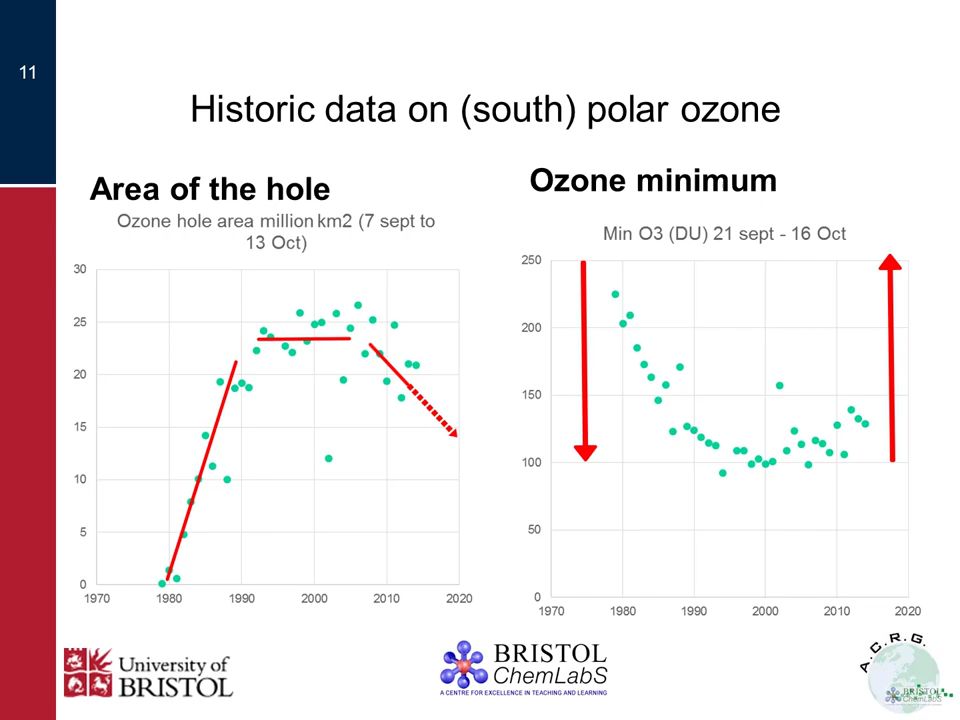 11
Historic data on (south) polar ozone
Area of the hole
Ozone hole area million km2 (7 sept to
13 Oct)
30
25
20
15
10
5
0
1970 1980 1990 2000 2010 2020
Ozone minimum
Min O3 (DU) 21 sept - 16 Oct
250
200
150
100
50
0
1970 1980 1990 2000 2010 2020
University of
BRISTOL
BRISTOL
ChemLabS
A CENTRE FOR EXCELLENCE IN TEACHING AND LEARNING
A.C.R.G.
BRISTOL
ChemLabS